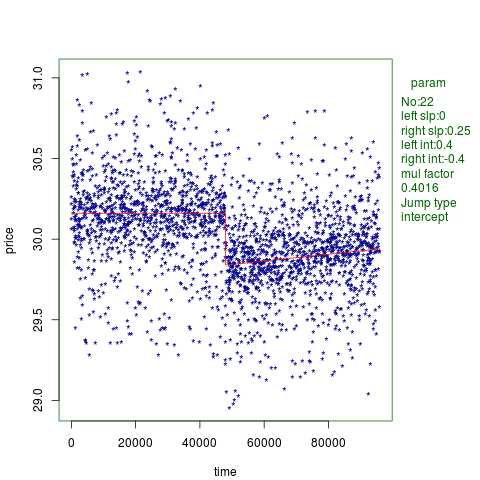 param
No:22
left slp:0
right slp:0.25
left int:0.4
right int:-0.4
mul factor
0.4016
Jump type
intercept
31.0
30.5
30.0
29.5
29.0
price
0 20000 40000 60000 80000
time